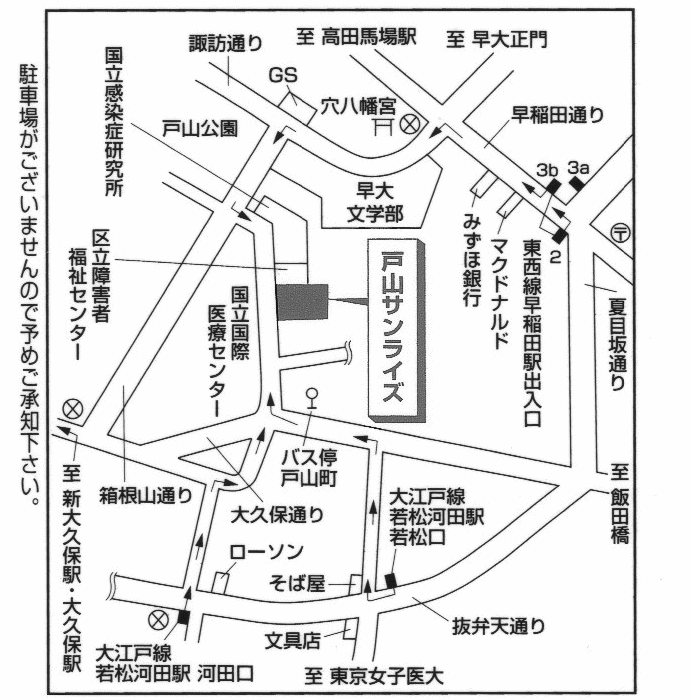 駐車場がございませんので予めご承知下さい。
諏訪通り
至 高田馬場駅
至 早大正門
国立感染症研究所
GS
穴八幡宮
早稲田通り
戸山公園
3b
3a
早大
文学部
みずほ銀行
マクドナルド
東西線早稲田駅出入口
2
〒
区立障害者
福祉センター
国立国際
医療センター
戸山サンライズ
夏目坂通り
バス停
戸山町
至 新大久保駅・大久保駅
箱根山通り
大久保通り
大江戸線
若松河田駅
若松口
至 飯田橋
ローソン
そば屋
文具店
抜弁天通り
大江戸線
若松河田駅 河田口
至 東京女子医大